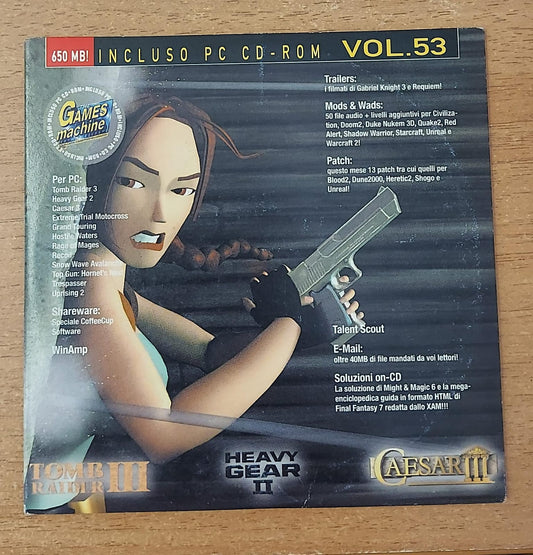 650 MB! INCLUSO PC CD-ROM VOL.53
GAMES
machine
Per PC:
Tomb Raider 3
Heavy Gear 2
Caesar 3
Extreme Trial Motocross
Grand Touring
Hostile Waters
Rage of Mages
Recoil
Snow Wave Avalanche
Top Gun: Hornet's Nest
Trespasser
Uprising 2
Shareware:
Speciale CoffeeCup
Software
WinAmp
Trailers:
i filmati di Gabriel Knight 3 e Requiem!
Mods & Wads:
50 file audio + livelli aggiuntivi per Civiliza-
tion, Doom2, Duke Nukem 3D, Quake2, Red
Alert, Shadow Warrior, Starcraft, Unreal e
Warcraft 2!
Patch:
questo mese 13 patch tra cui quelli per
Blood2, Dune2000, Heretic2, Shogo e
Unreal!
Talent Scout
E-Mail:
oltre 40MB di file mandati da voi lettori!
Soluzioni on-CD
La soluzione di Might & Magic 6 e la mega-
enciclopedica guida in formato HTML di
Final Fantasy 7 redatta dallo XAM!!!
TOMB
RAIDER III
HEAVY
GEAR
II
CAESAR III